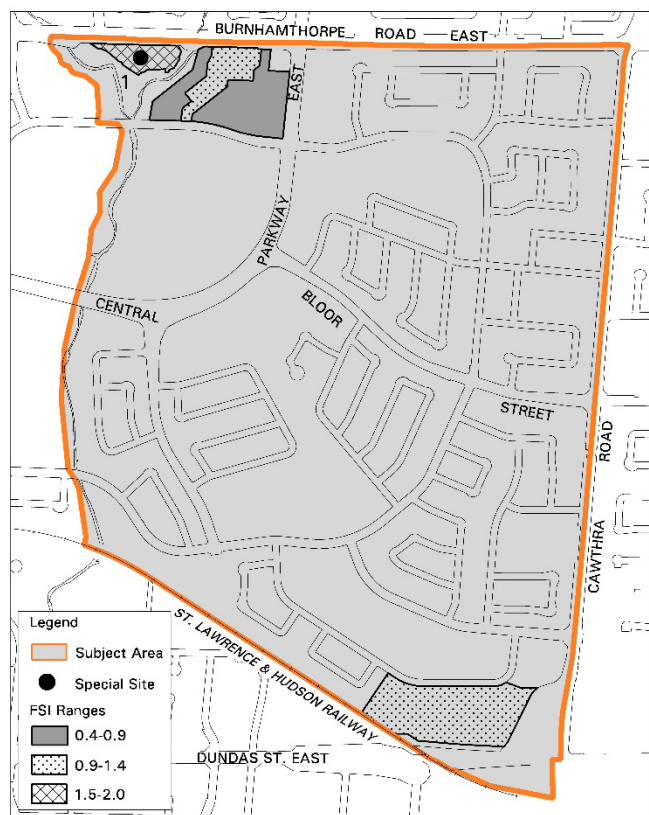 BURNHAMTHORPE ROAD EAST
1
EAST
PARKWAY
CENTRAL
BLOOR
STREET
ROAD
CAWTHRA
ST. LAWRENCE & HUDSON RAILWAY
DUNDAS ST. EAST
Legend
Subject Area
Special Site
FSI Ranges
0.4-0.9
0.9-1.4
1.5-2.0